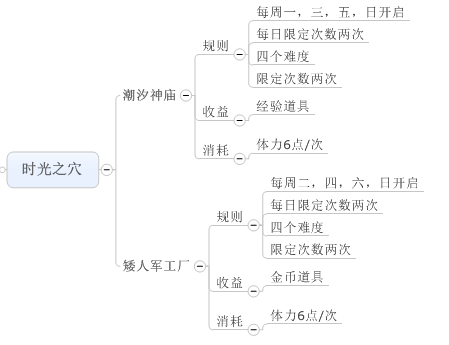 时光之穴
潮汐神庙
规则
每周一，三，五，日开启
每日限定次数两次
四个难度
限定次数两次
收益
经验道具
消耗
体力6点/次
矮人军工厂
规则
每周二，四，六，日开启
每日限定次数两次
四个难度
限定次数两次
收益
金币道具
消耗
体力6点/次